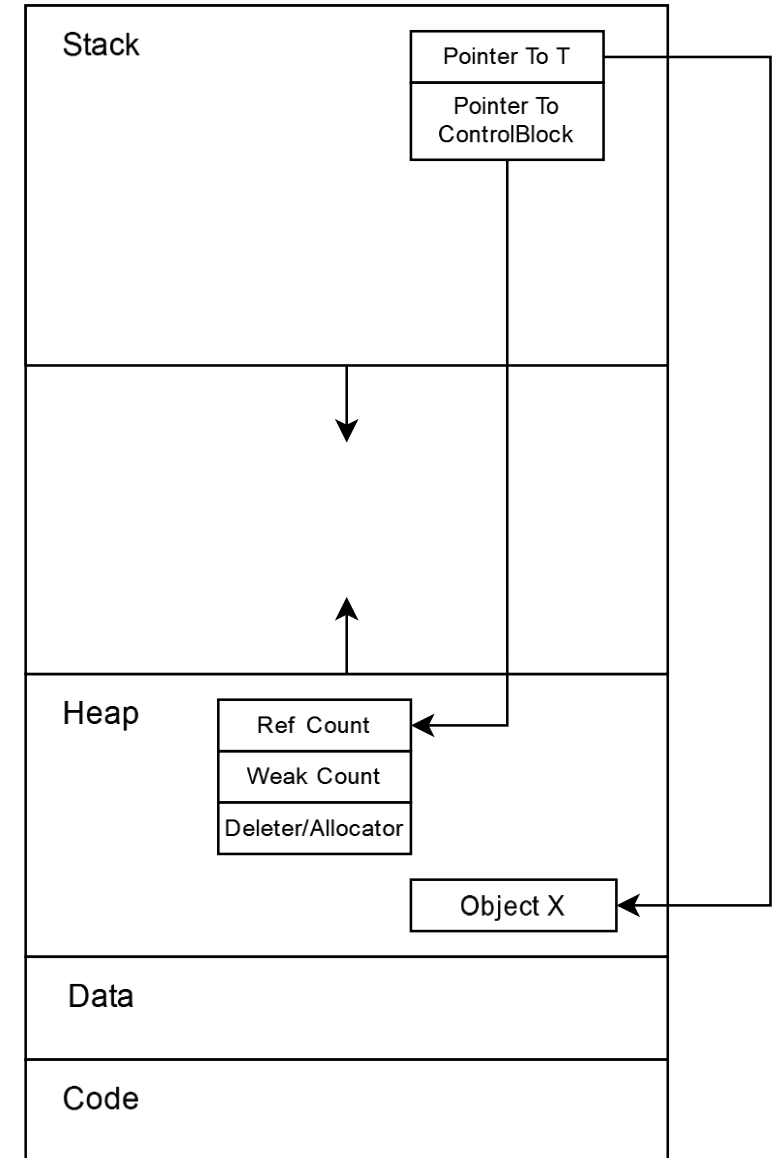 Stack
Pointer To T
Pointer To
ControlBlock
Heap
Ref Count
Weak Count
Deleter/Allocator
Object X
Data
Code